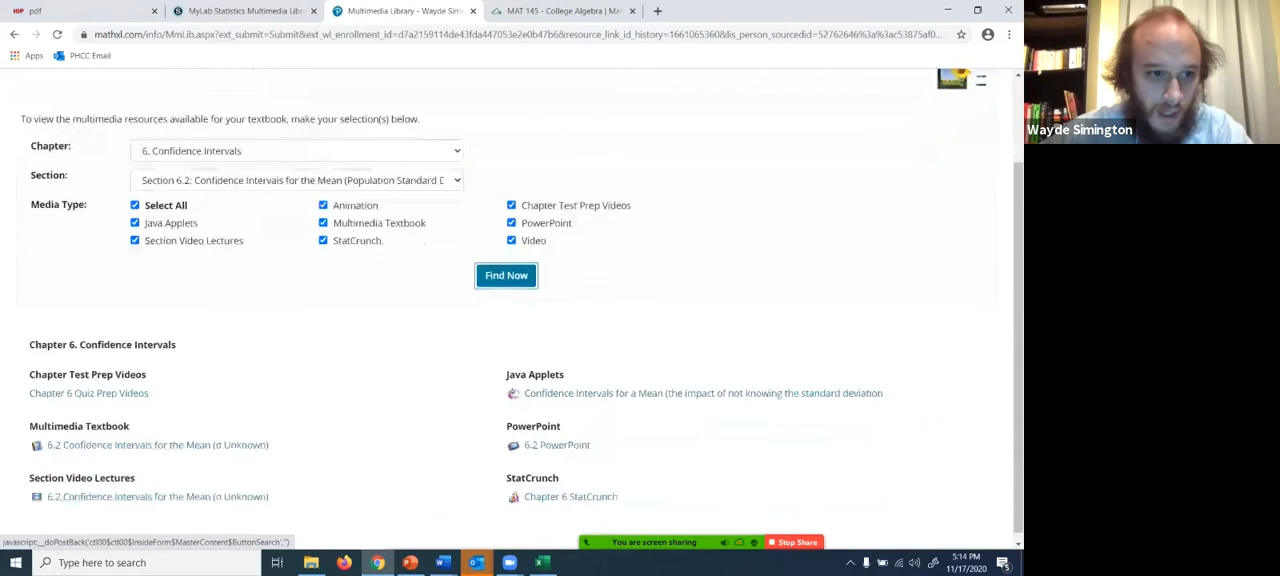 pdf
MyLab Statistics Multimedia Libr
Multimedia Library - Wayde Simi
MAT 145 - College Algebra | Ma
mathxl.com/info/MmLib.aspx?ext_submit=Submit&ext_wl_enrollment_id=d7a2159114de43fda447053e2e0b47b6&resource_link_id_history=1661065360&lis_person_sourcedid=52762646%3a%3ac53875af0...
Apps
PHCC Email
To view the multimedia resources available for your textbook, make your selection(s) below.
Chapter:
6. Confidence Intervals
Section:
Section 6.2: Confidence Intervals for the Mean (Population Standard D
Media Type:
Select All
Animation
Chapter Test Prep Videos
Java Applets
Multimedia Textbook
PowerPoint
Section Video Lectures
StatCrunch
Video
Find Now
Chapter 6. Confidence Intervals
Chapter Test Prep Videos
Java Applets
Chapter 6 Quiz Prep Videos
Confidence Intervals for a Mean (the impact of not knowing the standard deviation
Multimedia Textbook
PowerPoint
6.2 Confidence Intervals for the Mean (σ Unknown)
6.2 PowerPoint
Section Video Lectures
StatCrunch
6.2 Confidence Intervals for the Mean (σ Unknown)
Chapter 6 StatCrunch
javascript:__doPostBack('ctl00$ctl00$InsideForm$MasterContent$ButtonSearch','')
You are screen sharing
Stop Share
Type here to search
5:14 PM
11/17/2020
5
Wayde Simington